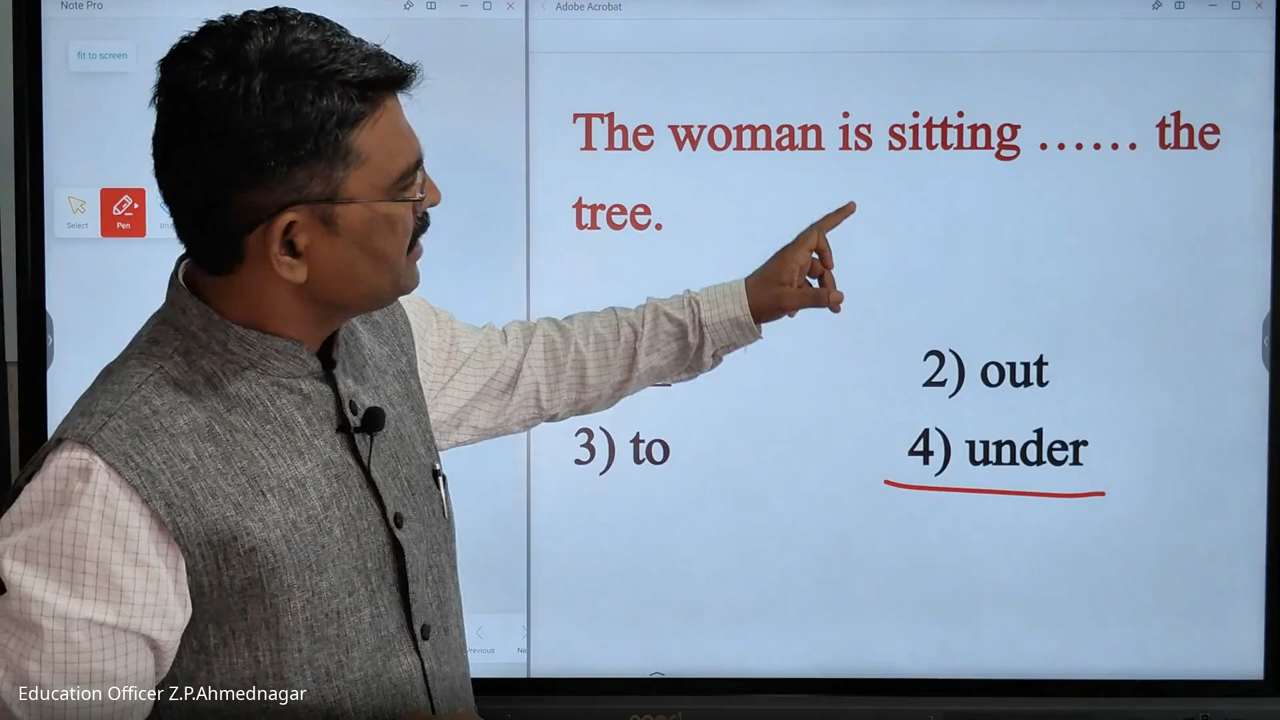 Note Pro
Adobe Acrobat
fit to screen
The woman is sitting ...... the
tree.
Select
Pen
2) out
3) to
4) under
Education Officer Z.P.Ahmednagar